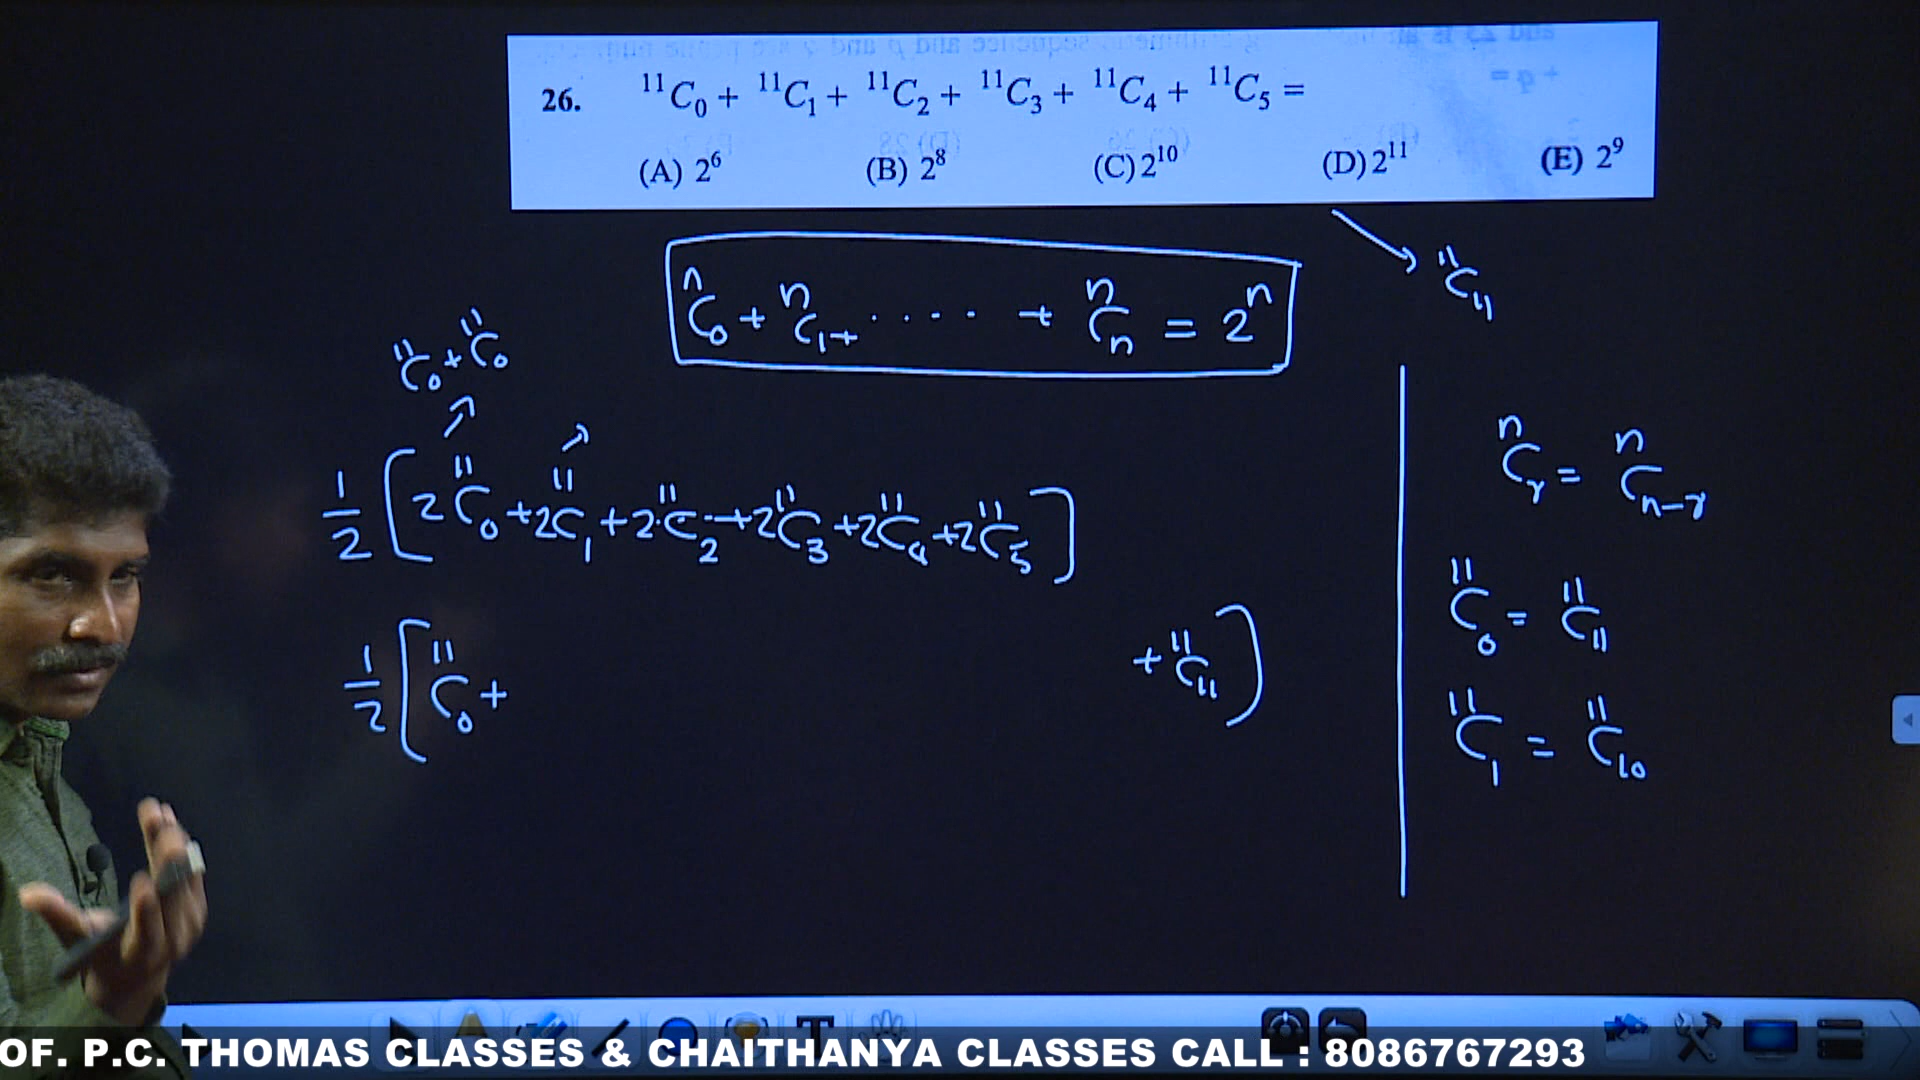 26. ¹¹C₀ + ¹¹C₁ + ¹¹C₂ + ¹¹C₃ + ¹¹C₄ + ¹¹C₅ =
(A) 2⁶ (B) 2⁸ (C) 2¹⁰ (D) 2¹¹ (E) 2⁹
ⁿC₀ + ⁿC₁ + ..... + ⁿCₙ = 2ⁿ
¹¹C₁₁
¹¹C₀ + ¹¹C₀
1/2 [2 ¹¹C₀ + 2 ¹¹C₁ + 2·¹¹C₂ + 2 ¹¹C₃ + 2 ¹¹C₄ + 2 ¹¹C₅]
1/2 [¹¹C₀ + + ¹¹C₁₁]
ⁿCᵣ = ⁿCₙ₋ᵣ
¹¹C₀ = ¹¹C₁₁
¹¹C₁ = ¹¹C₁₀
OF. P.C. THOMAS CLASSES & CHAITHANYA CLASSES CALL : 8086767293